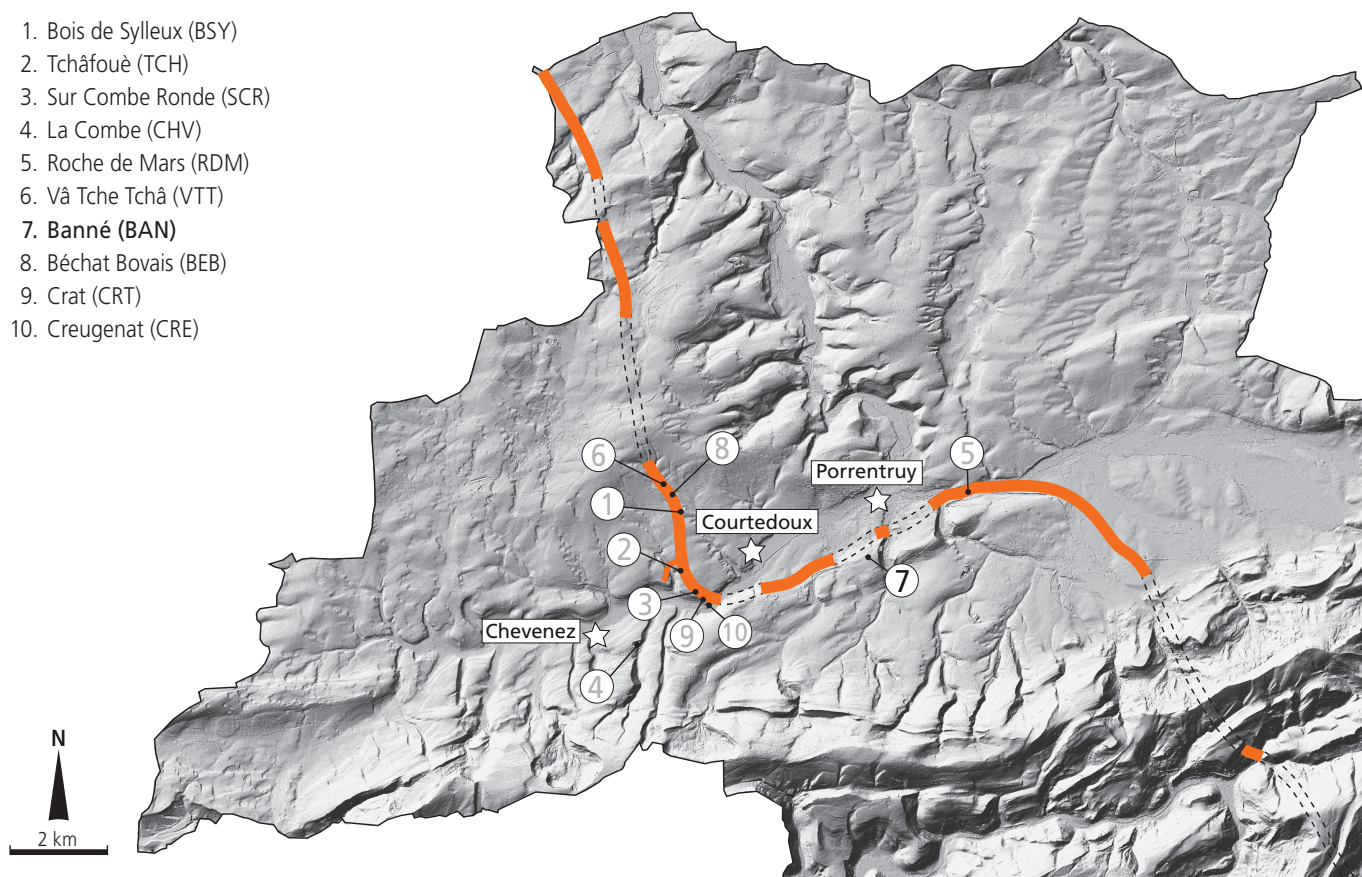 1. Bois de Sylleux (BSY)
2. Tchâfouè (TCH)
3. Sur Combe Ronde (SCR)
4. La Combe (CHV)
5. Roche de Mars (RDM)
6. Vâ Tche Tchâ (VTT)
7. Banné (BAN)
8. Béchat Bovais (BEB)
9. Crat (CRT)
10. Creugenat (CRE)
6
8
5
Porrentruy
1
Courtedoux
2
7
3
9
10
Chevenez
4
N
2 km